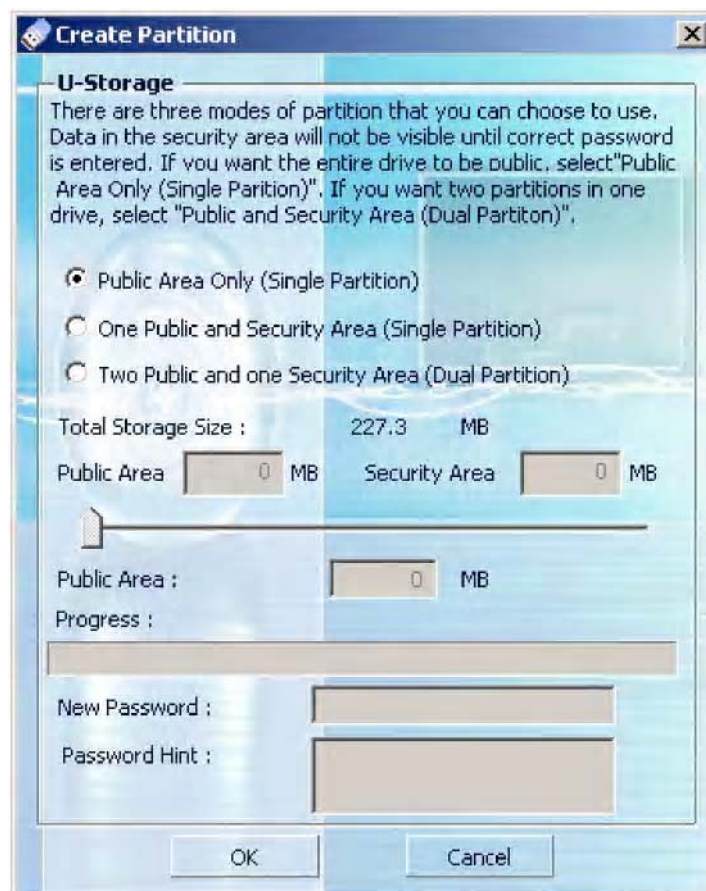 Create Partition
U-Storage
There are three modes of partition that you can choose to use.
Data in the security area will not be visible until correct password
is entered. If you want the entire drive to be public, select"Public
Area Only (Single Parition)". If you want two partitions in one
drive, select "Public and Security Area (Dual Partiton)".
Public Area Only (Single Partition)
One Public and Security Area (Single Partition)
Two Public and one Security Area (Dual Partition)
Total Storage Size : 227.3 MB
Public Area 0 MB Security Area 0 MB
Public Area : 0 MB
Progress :
New Password :
Password Hint :
OK Cancel